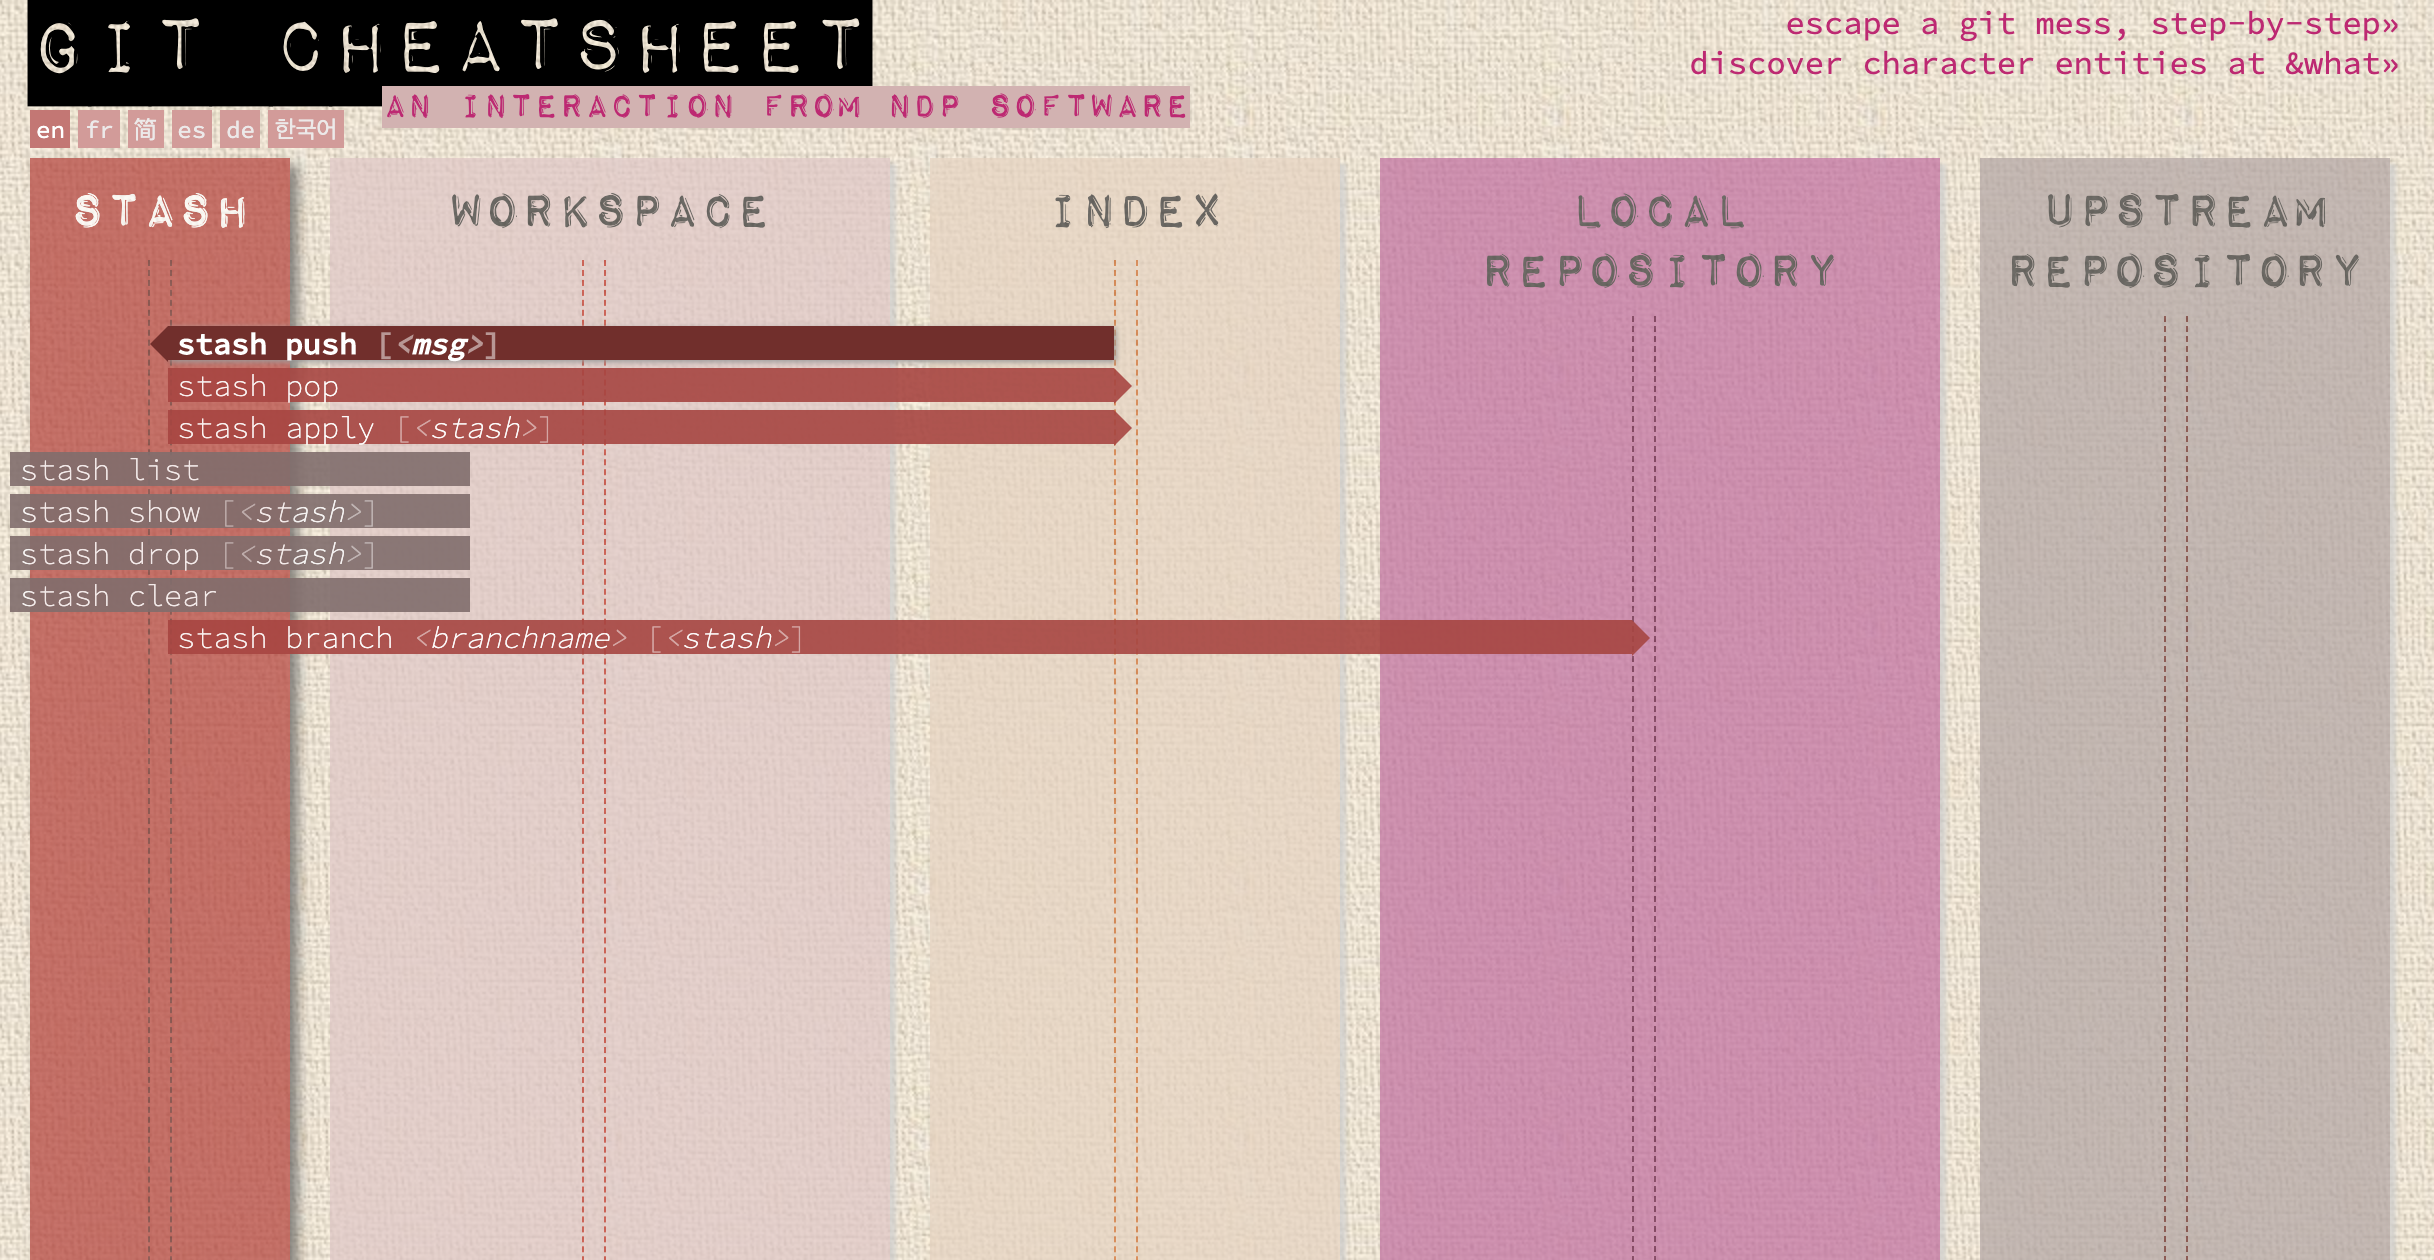 GIT CHEATSHEET
AN INTERACTION FROM NDP SOFTWARE
escape a git mess, step-by-step»
discover character entities at &what»
en fr 简 es de 한국어
STASH
WORKSPACE
INDEX
LOCAL
REPOSITORY
UPSTREAM
REPOSITORY
stash push [<msg>]
stash pop
stash apply [<stash>]
stash list
stash show [<stash>]
stash drop [<stash>]
stash clear
stash branch <branchname> [<stash>]